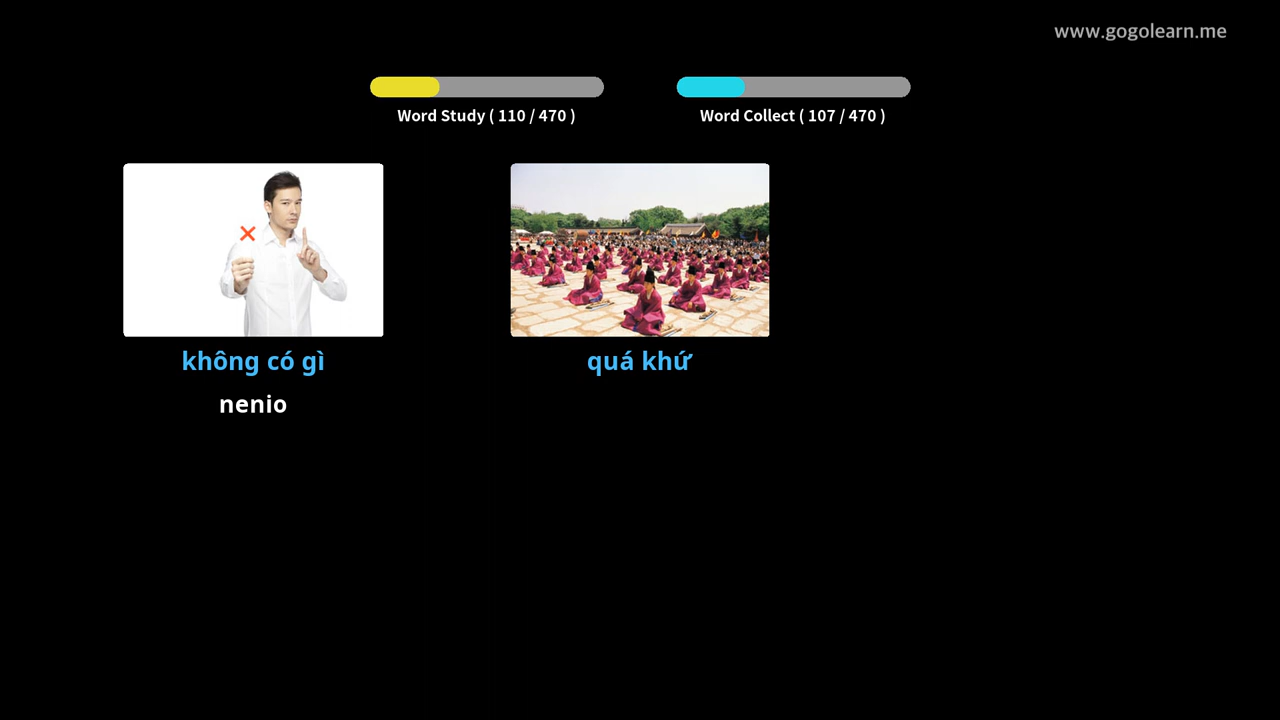 www.gogolearn.me
Word Study ( 110 / 470 )
Word Collect ( 107 / 470 )
không có gì
quá khứ
nenio